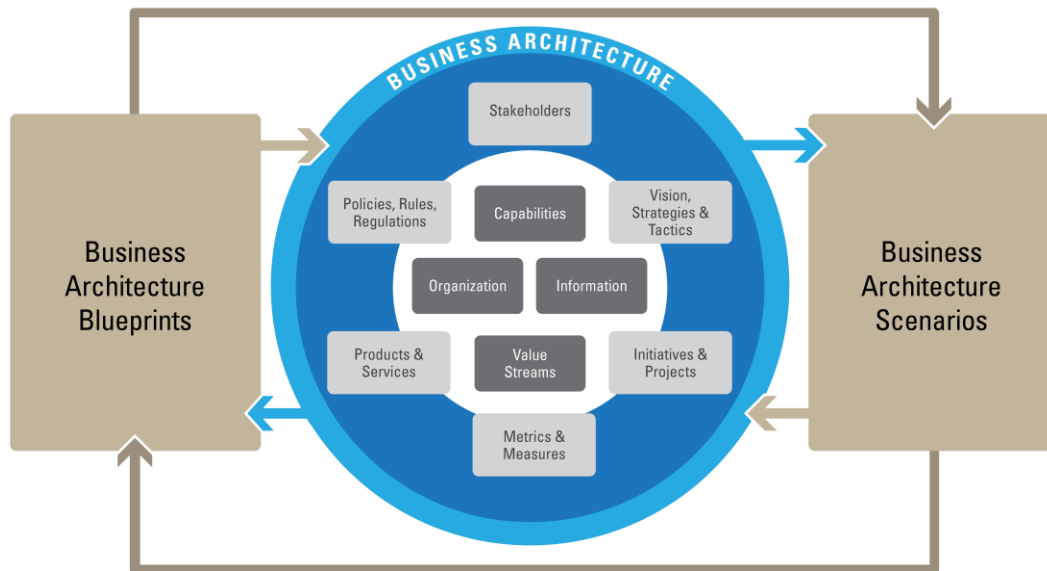 BUSINESS ARCHITECTURE
Stakeholders
Business
Architecture
Blueprints
Policies, Rules,
Regulations
Capabilities
Vision,
Strategies &
Tactics
Organization
Information
Products &
Services
Value
Streams
Initiatives &
Projects
Metrics &
Measures
Business
Architecture
Scenarios